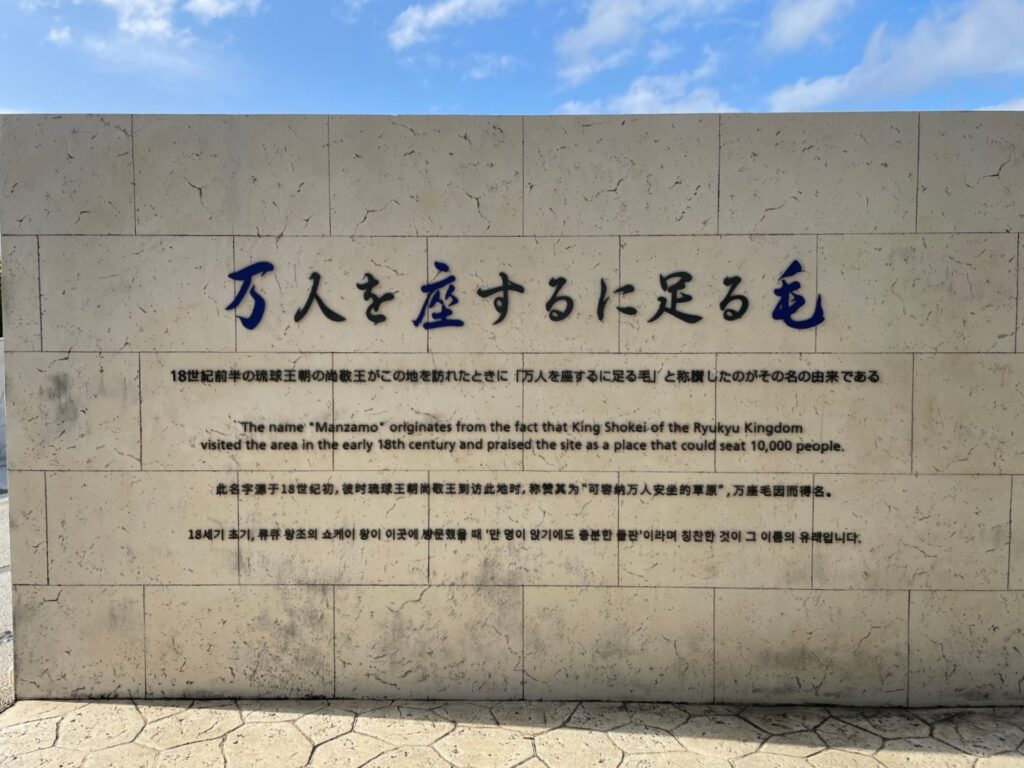 万人を座するに足る毛
18世紀前半の琉球王朝の尚敬王がこの地を訪れたときに「万人を座するに足る毛」と称讃したのがその名の由来である
The name "Manzamo" originates from the fact that King Shokei of the Ryukyu Kingdom
visited the area in the early 18th century and praised the site as a place that could seat 10,000 people.
此名字源于18世纪初，彼时琉球王朝尚敬王到访此地时，称赞其为"可容纳万人安坐的草原"，万座毛因而得名。
18세기 초기, 류큐 왕조의 쇼케이 왕이 이곳에 방문했을 때 '만 명이 앉기에도 충분한 들판'이라며 칭찬한 것이 그 이름의 유래입니다.